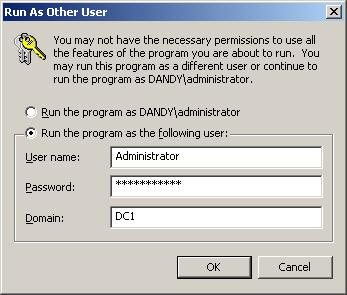 Run As Other User
You may not have the necessary permissions to use all
the features of the program you are about to run. You
may run this program as a different user or continue to
run the program as DANDY\administrator.
Run the program as DANDY\administrator
Run the program as the following user:
User name: Administrator
Password: ***********
Domain: DC1
OK Cancel